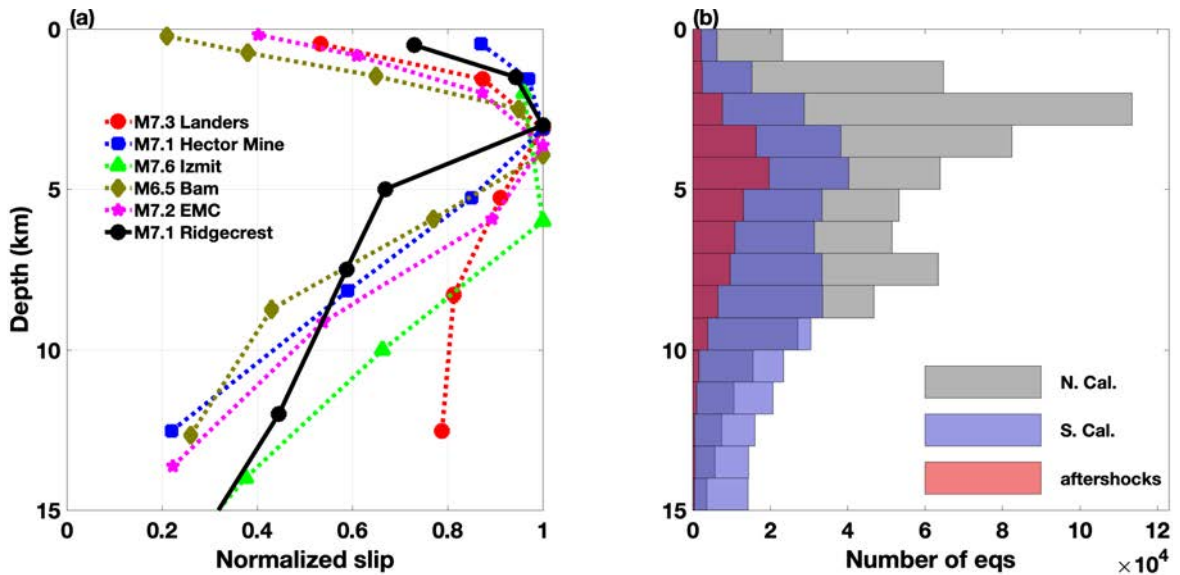 (a)
0
5
10
15
Depth (km)
M7.3 Landers
M7.1 Hector Mine
M7.6 Izmit
M6.5 Bam
M7.2 EMC
M7.1 Ridgecrest
0 0.2 0.4 0.6 0.8 1
Normalized slip
(b)
0
5
10
15
N. Cal.
S. Cal.
aftershocks
0 2 4 6 8 10 12
Number of eqs
×10⁴